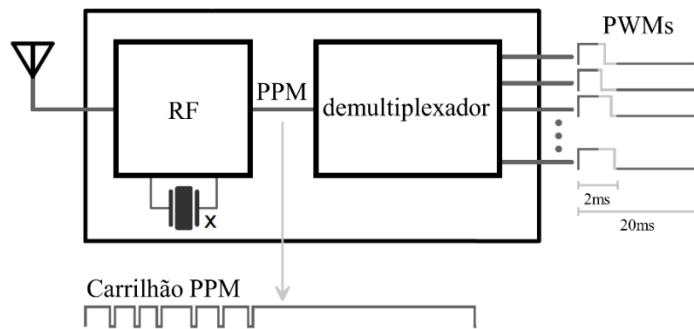 PWMs
RF
PPM
demultiplexador
x
2ms
20ms
Carrilhão PPM